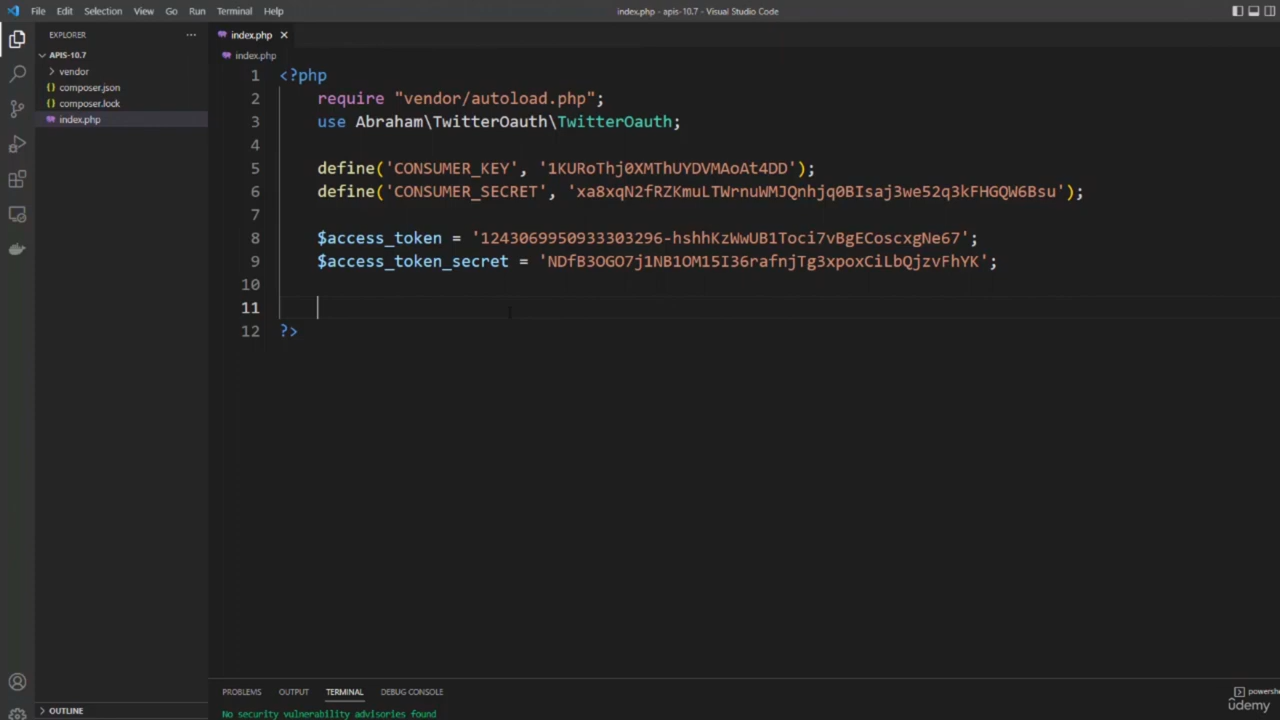 File Edit Selection View Go Run Terminal Help
index.php - apis-10.7 - Visual Studio Code
EXPLORER
APIS-10.7
vendor
composer.json
composer.lock
index.php
index.php
index.php
1 <?php
2 require "vendor/autoload.php";
3 use Abraham\TwitterOauth\TwitterOauth;
4
5 define('CONSUMER_KEY', '1KURoThj0XMThUYDVMAoAt4DD');
6 define('CONSUMER_SECRET', 'xa8xqN2fRZKmuLTWrnuWMJQnhjq0BIsaj3we52q3kFHGQW6Bsu');
7
8 $access_token = '1243069950933303296-hshhKzWwUB1Toci7vBgECoscxgNe67';
9 $access_token_secret = 'NDfB3OGO7j1NB1OM15I36rafnjTg3xpoxCiLbQjzvFhYK';
10
11
12 ?>
PROBLEMS OUTPUT TERMINAL DEBUG CONSOLE
powershe
No security vulnerability advisories found
OUTLINE
udemy